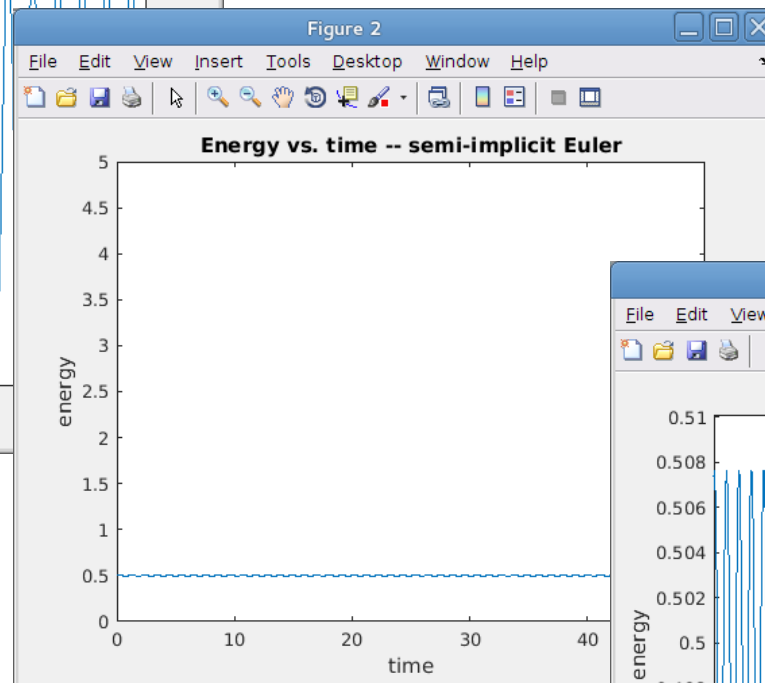 Figure 2
File Edit View Insert Tools Desktop Window Help
Energy vs. time -- semi-implicit Euler
5
4.5
4
3.5
3
2.5
2
1.5
1
0.5
0
energy
0 10 20 30 40
time
File Edit View
0.51
0.508
0.506
0.504
0.502
0.5
energy